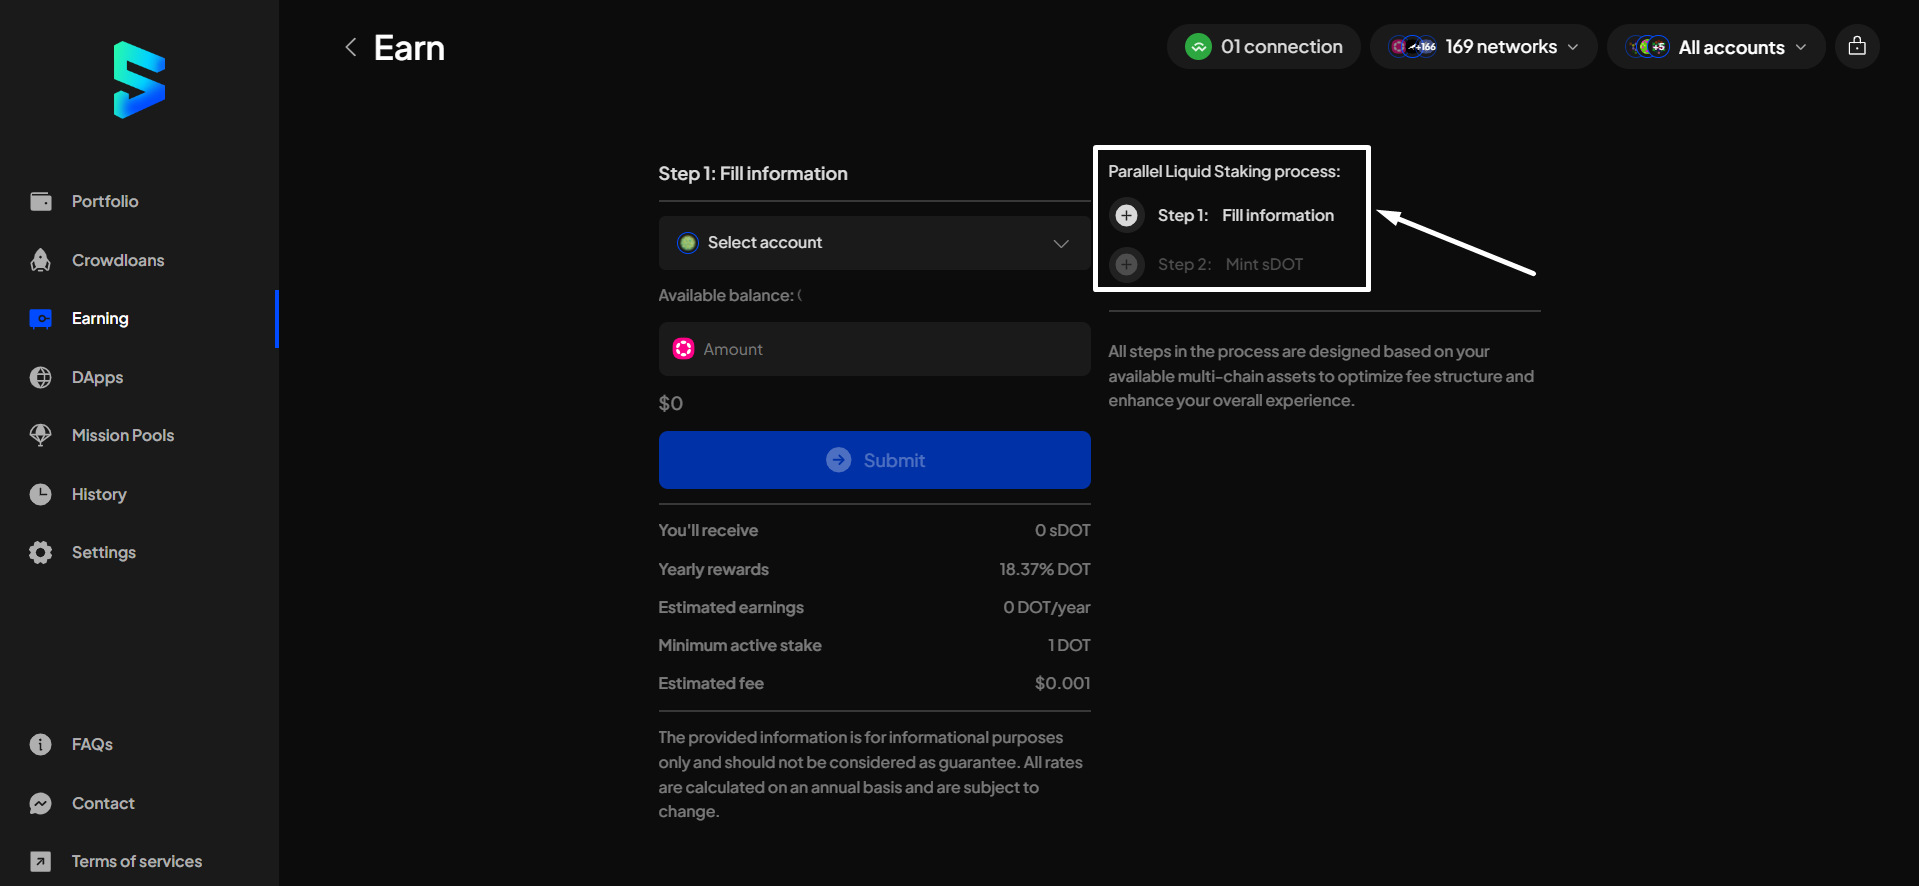 Earn
01 connection
+166
169 networks
+5
All accounts
Portfolio
Crowdloans
Earning
DApps
Mission Pools
History
Settings
FAQs
Contact
Terms of services
Step 1: Fill information
Select account
Available balance: (
Amount
$0
Submit
You'll receive 0 sDOT
Yearly rewards 18.37% DOT
Estimated earnings 0 DOT/year
Minimum active stake 1 DOT
Estimated fee $0.001
The provided information is for informational purposes
only and should not be considered as guarantee. All rates
are calculated on an annual basis and are subject to
change.
Parallel Liquid Staking process:
Step 1: Fill information
Step 2: Mint sDOT
All steps in the process are designed based on your
available multi-chain assets to optimize fee structure and
enhance your overall experience.